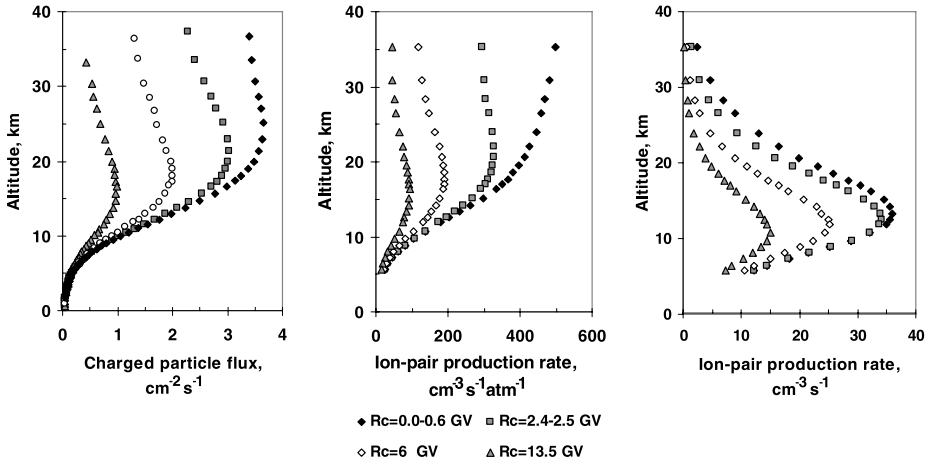 40
30
20
10
0
0
1
2
3
4
Altitude, km
Charged particle flux,
cm-2 s-1
40
30
20
10
0
0
200
400
600
Altitude, km
Ion-pair production rate,
cm-3s-1atm-1
40
30
20
10
0
0
10
20
30
40
Altitude, km
Ion-pair production rate,
cm-3 s-1
Rc=0.0-0.6 GV
Rc=2.4-2.5 GV
Rc=6 GV
Rc=13.5 GV